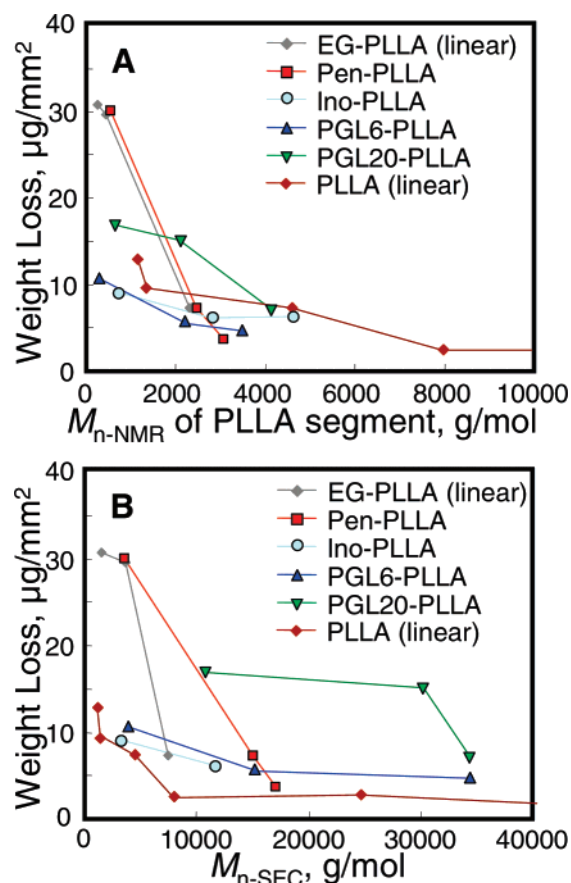 40
A
EG-PLLA (linear)
Pen-PLLA
Ino-PLLA
PGL6-PLLA
PGL20-PLLA
PLLA (linear)
30
20
10
0
Weight Loss, µg/mm²
0 2000 4000 6000 8000 10000
Mn-NMR of PLLA segment, g/mol
40
B
EG-PLLA (linear)
Pen-PLLA
Ino-PLLA
PGL6-PLLA
PGL20-PLLA
PLLA (linear)
30
20
10
0
Weight Loss, µg/mm²
0 10000 20000 30000 40000
Mn-SEC, g/mol